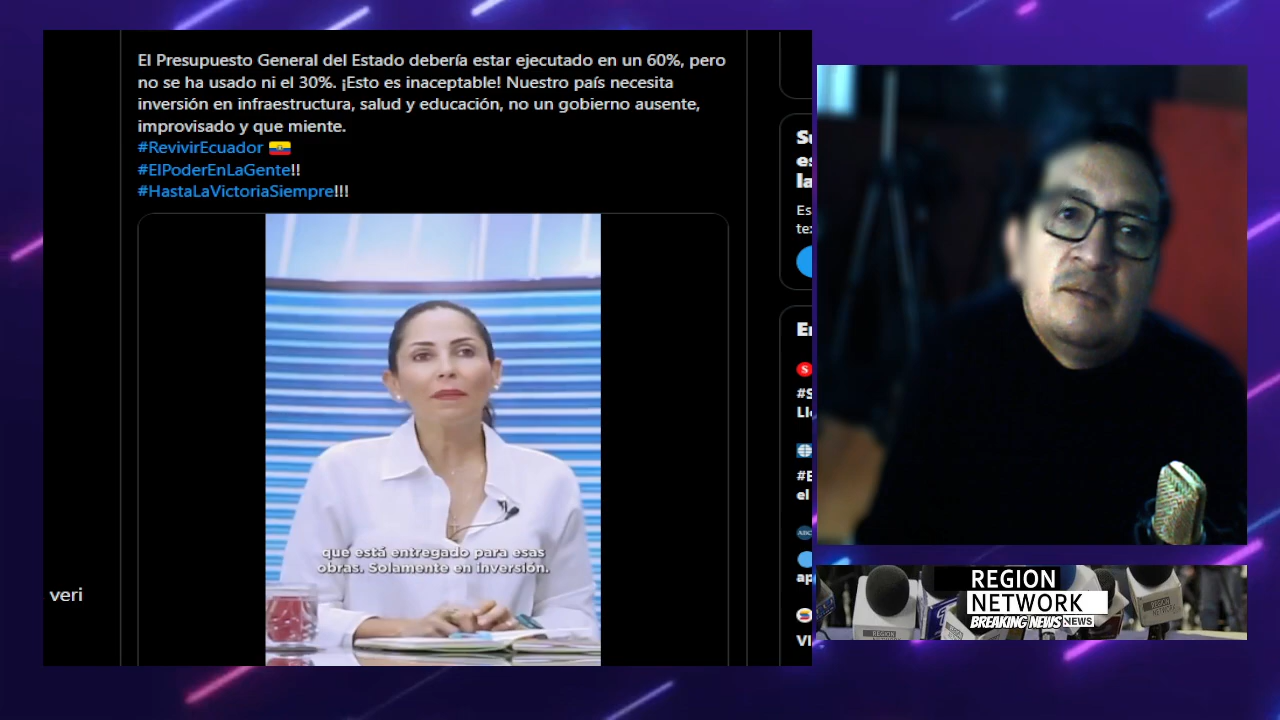 El Presupuesto General del Estado debería estar ejecutado en un 60%, pero
no se ha usado ni el 30%. ¡Esto es inaceptable! Nuestro país necesita
inversión en infraestructura, salud y educación, no un gobierno ausente,
improvisado y que miente.
#RevivirEcuador
#ElPoderEnLaGente!!
#HastaLaVictoriaSiempre!!!
que está entregado para esas
obras. Solamente en inversión.
veri
REGION
NETWORK
BREAKING NEWS NEWS